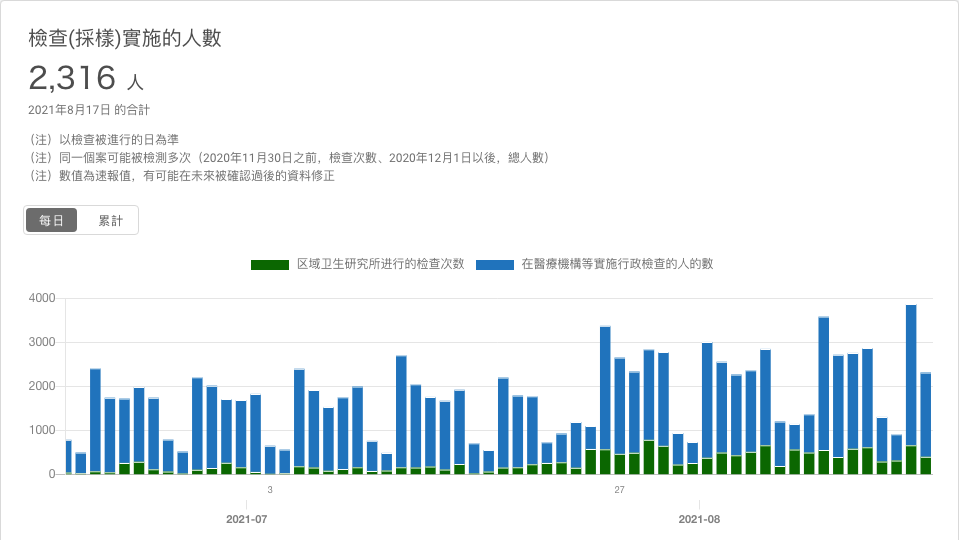 檢查(採樣)實施的人數
2,316 人
2021年8月17日 的合計
（注）以檢查被進行的日為準
（注）同一個案可能被檢測多次（2020年11月30日之前，檢查次數、2020年12月1日以後，總人數）
（注）數值為速報值，有可能在未來被確認過後的資料修正
每日 累計
区域卫生研究所进行的检查次数 在醫療機構等實施行政檢查的人的數
4000
3000
2000
1000
0
3 27
2021-07 2021-08